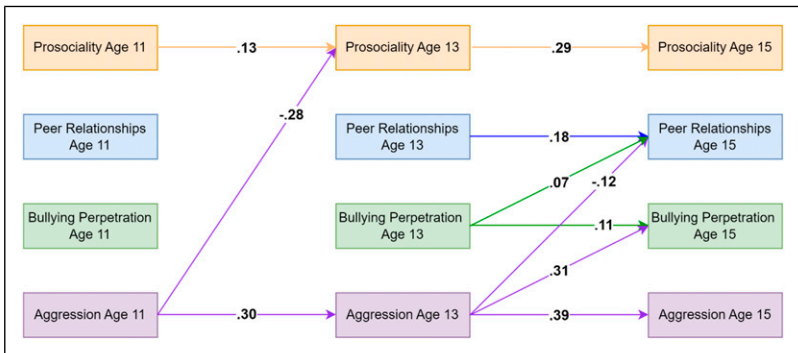 Prosociality Age 11
.13
Prosociality Age 13
.29
Prosociality Age 15
-.28
Peer Relationships
Age 11
Peer Relationships
Age 13
.18
Peer Relationships
Age 15
.07
-.12
Bullying Perpetration
Age 11
Bullying Perpetration
Age 13
.11
Bullying Perpetration
Age 15
.31
Aggression Age 11
.30
Aggression Age 13
.39
Aggression Age 15